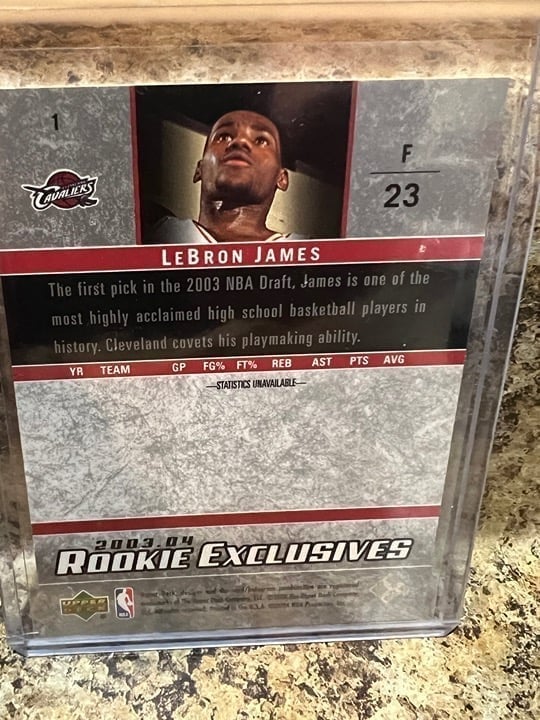 1
CAVALIERS
F
23
LEBRON JAMES
The first pick in the 2003 NBA Draft, James is one of the
most highly acclaimed high school basketball players in
history. Cleveland covets his playmaking ability.
YR TEAM GP FG% FT% REB AST PTS AVG
—STATISTICS UNAVAILABLE—
2003.04
ROOKIE EXCLUSIVES
UPPER DECK